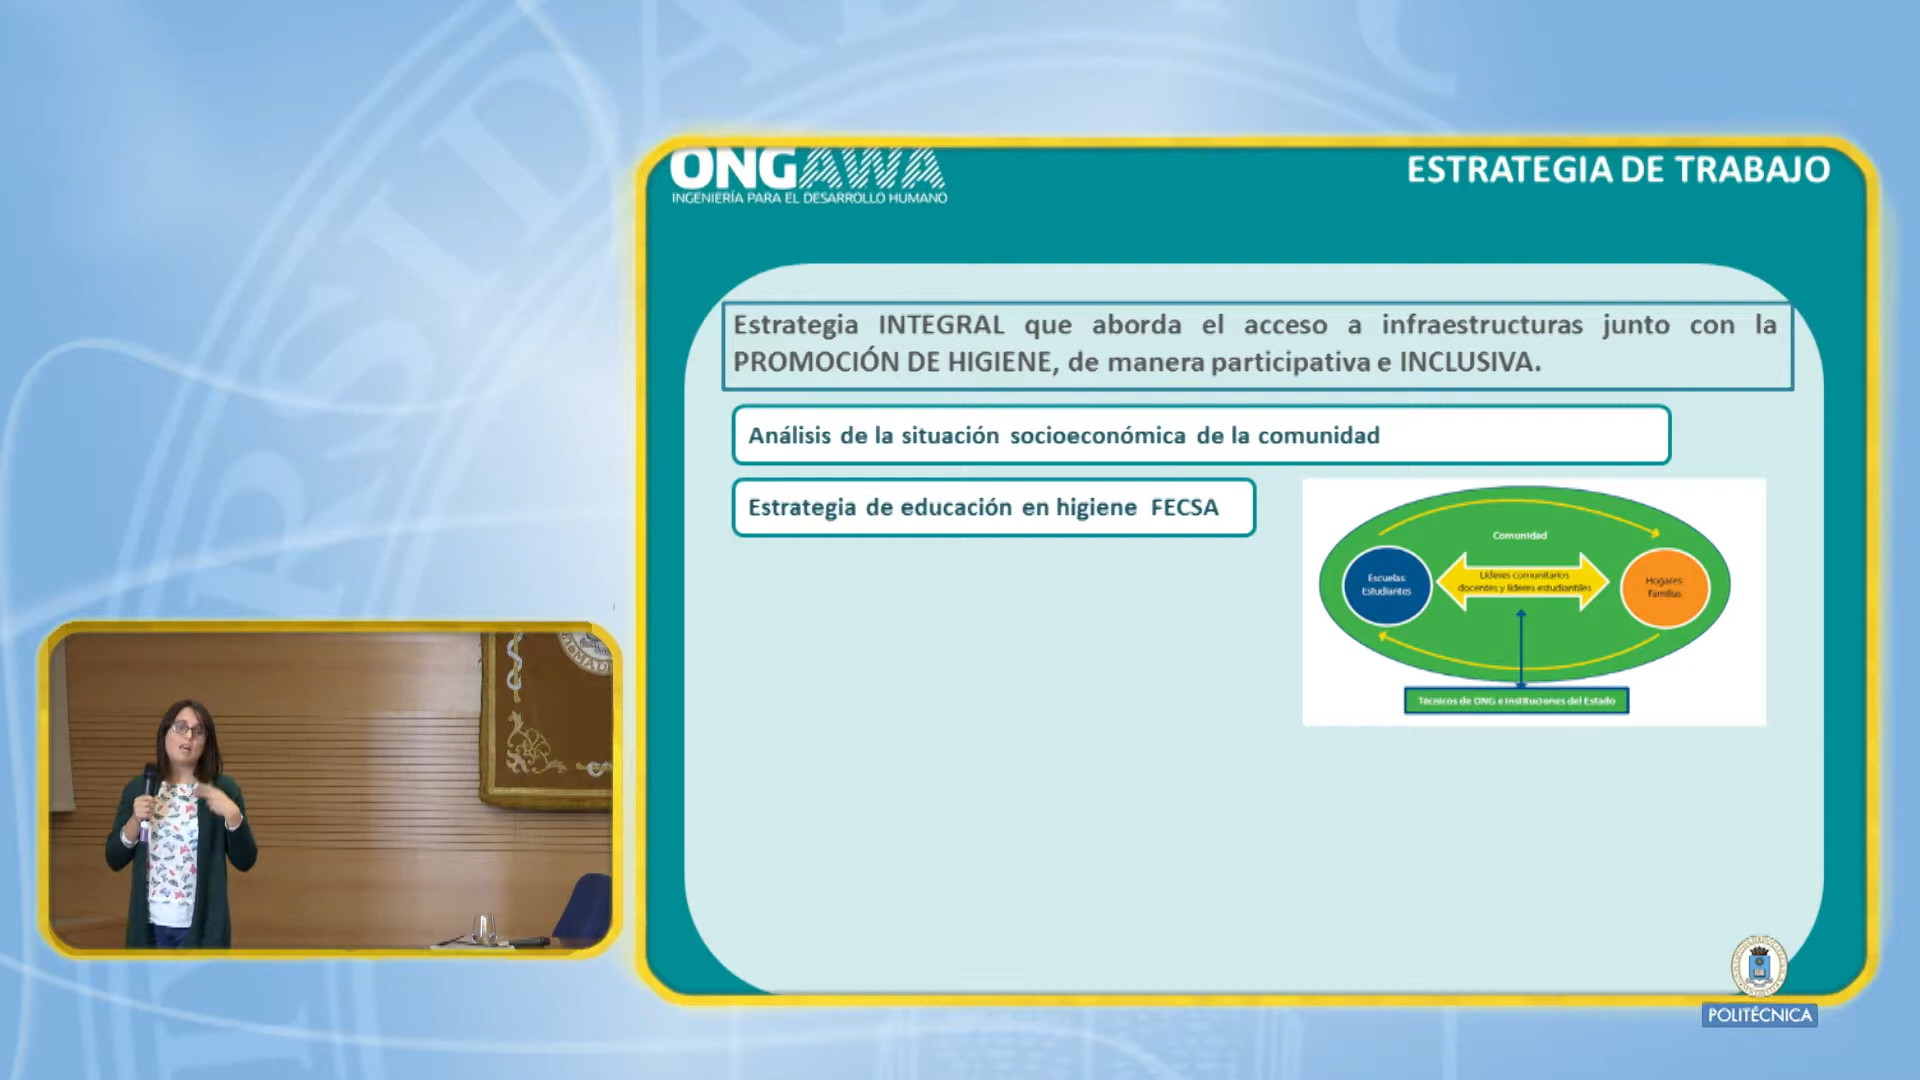 ONGAWA
INGENIERÍA PARA EL DESARROLLO HUMANO
ESTRATEGIA DE TRABAJO
Estrategia INTEGRAL que aborda el acceso a infraestructuras junto con la
PROMOCIÓN DE HIGIENE, de manera participativa e INCLUSIVA.
Análisis de la situación socioeconómica de la comunidad
Estrategia de educación en higiene FECSA
Comunidad
Escuelas:
Estudiantes
Líderes comunitarios
docentes y líderes estudiantiles
Hogares:
Familias
Técnicos de ONG e Instituciones del Estado
POLITÉCNICA